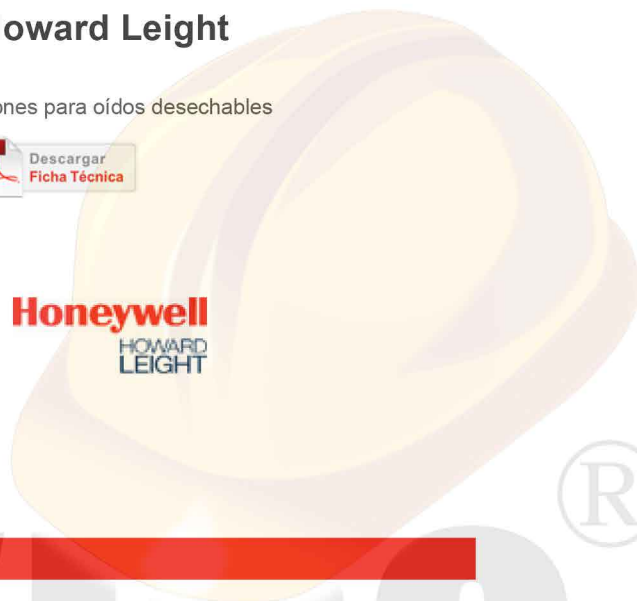 oward Leight
ones para oídos desechables
Descargar
Ficha Técnica
Honeywell
HOWARD
LEIGHT
®